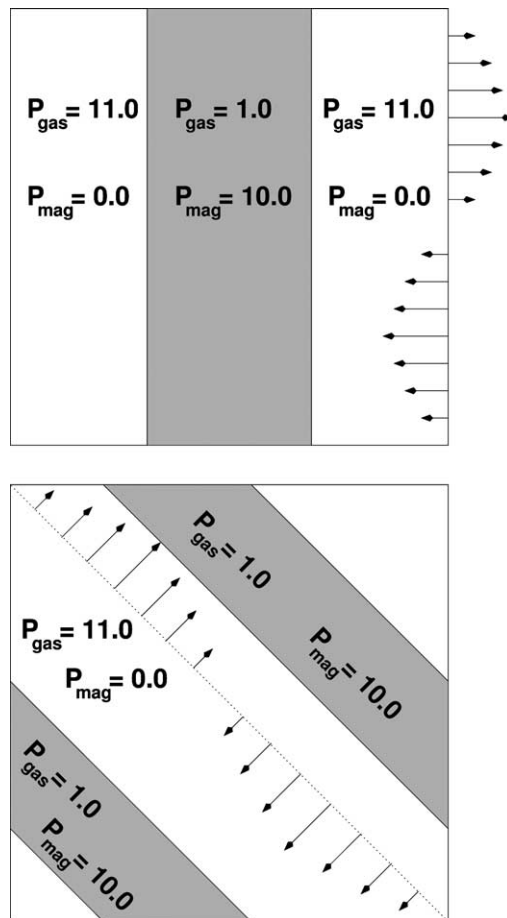 P_gas = 11.0 P_gas = 1.0 P_gas = 11.0
P_mag = 0.0 P_mag = 10.0 P_mag = 0.0
P_gas = 1.0
P_mag = 10.0
P_gas = 11.0
P_mag = 0.0
P_gas = 1.0
P_mag = 10.0